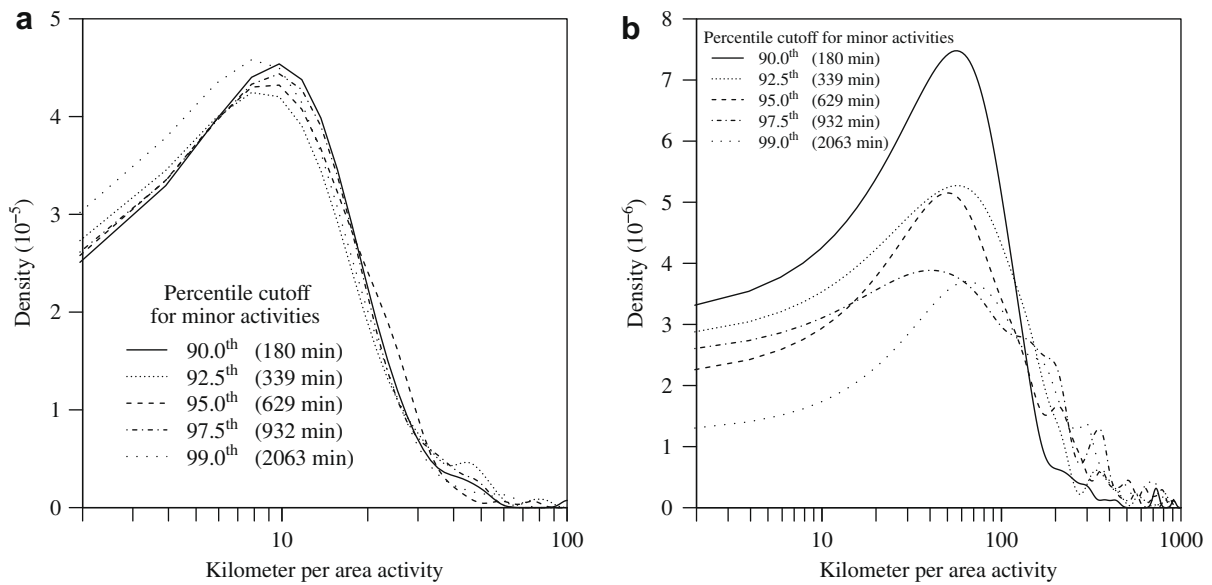 a
5
4
3
2
1
0
Density (10⁻⁵)
Percentile cutoff
for minor activities
90.0ᵗʰ (180 min)
92.5ᵗʰ (339 min)
95.0ᵗʰ (629 min)
97.5ᵗʰ (932 min)
99.0ᵗʰ (2063 min)
10 100
Kilometer per area activity
b
8
7
6
5
4
3
2
1
0
Density (10⁻⁶)
Percentile cutoff for minor activities
90.0ᵗʰ (180 min)
92.5ᵗʰ (339 min)
95.0ᵗʰ (629 min)
97.5ᵗʰ (932 min)
99.0ᵗʰ (2063 min)
10 100 1000
Kilometer per area activity